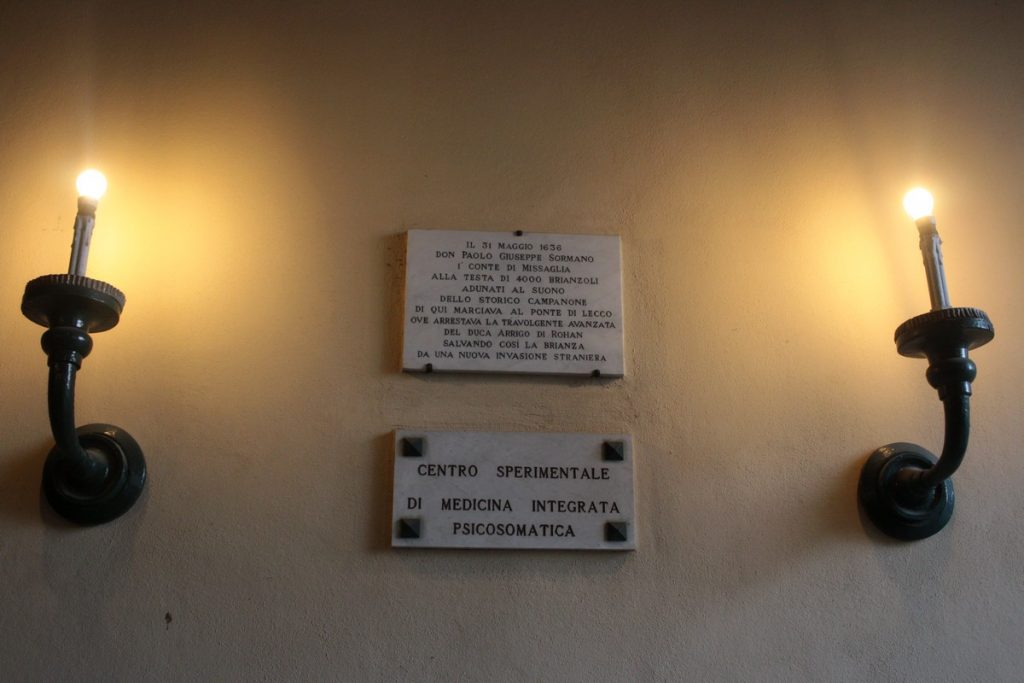 IL 31 MAGGIO 1636
DON PAOLO GIUSEPPE SORMANO
1° CONTE DI MISSAGLIA
ALLA TESTA DI 4000 BRIANZOLI
ADUNATI AL SUONO
DELLO STORICO CAMPANONE
DI QUI MARCIAVA AL PONTE DI LECCO
OVE ARRESTAVA LA TRAVOLGENTE AVANZATA
DEL DUCA ARRIGO DI ROHAN
SALVANDO COSÌ LA BRIANZA
DA UNA NUOVA INVASIONE STRANIERA
CENTRO SPERIMENTALE
DI MEDICINA INTEGRATA
PSICOSOMATICA